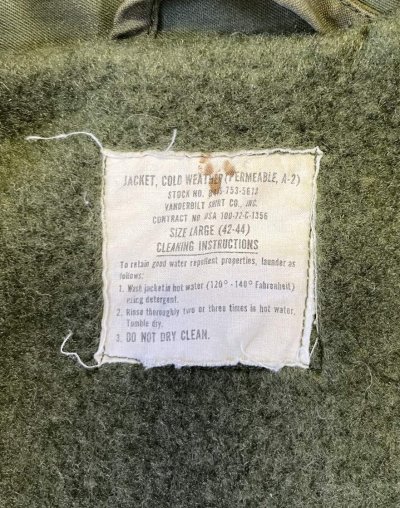 JACKET, COLD WEATHER (PERMEABLE, A-2)
STOCK NO. 753-5618
VANDERBILT SHIRT CO., INC.
CONTRACT NO USA 100-72-C-1356
SIZE LARGE (42-44)
CLEANING INSTRUCTIONS
To retain good water repellent properties, launder as
follows:
1. Wash jacket in hot water (120° - 140° Fahrenheit)
using detergent.
2. Rinse thoroughly two or three times in hot water.
Tumble dry.
3. DO NOT DRY CLEAN.